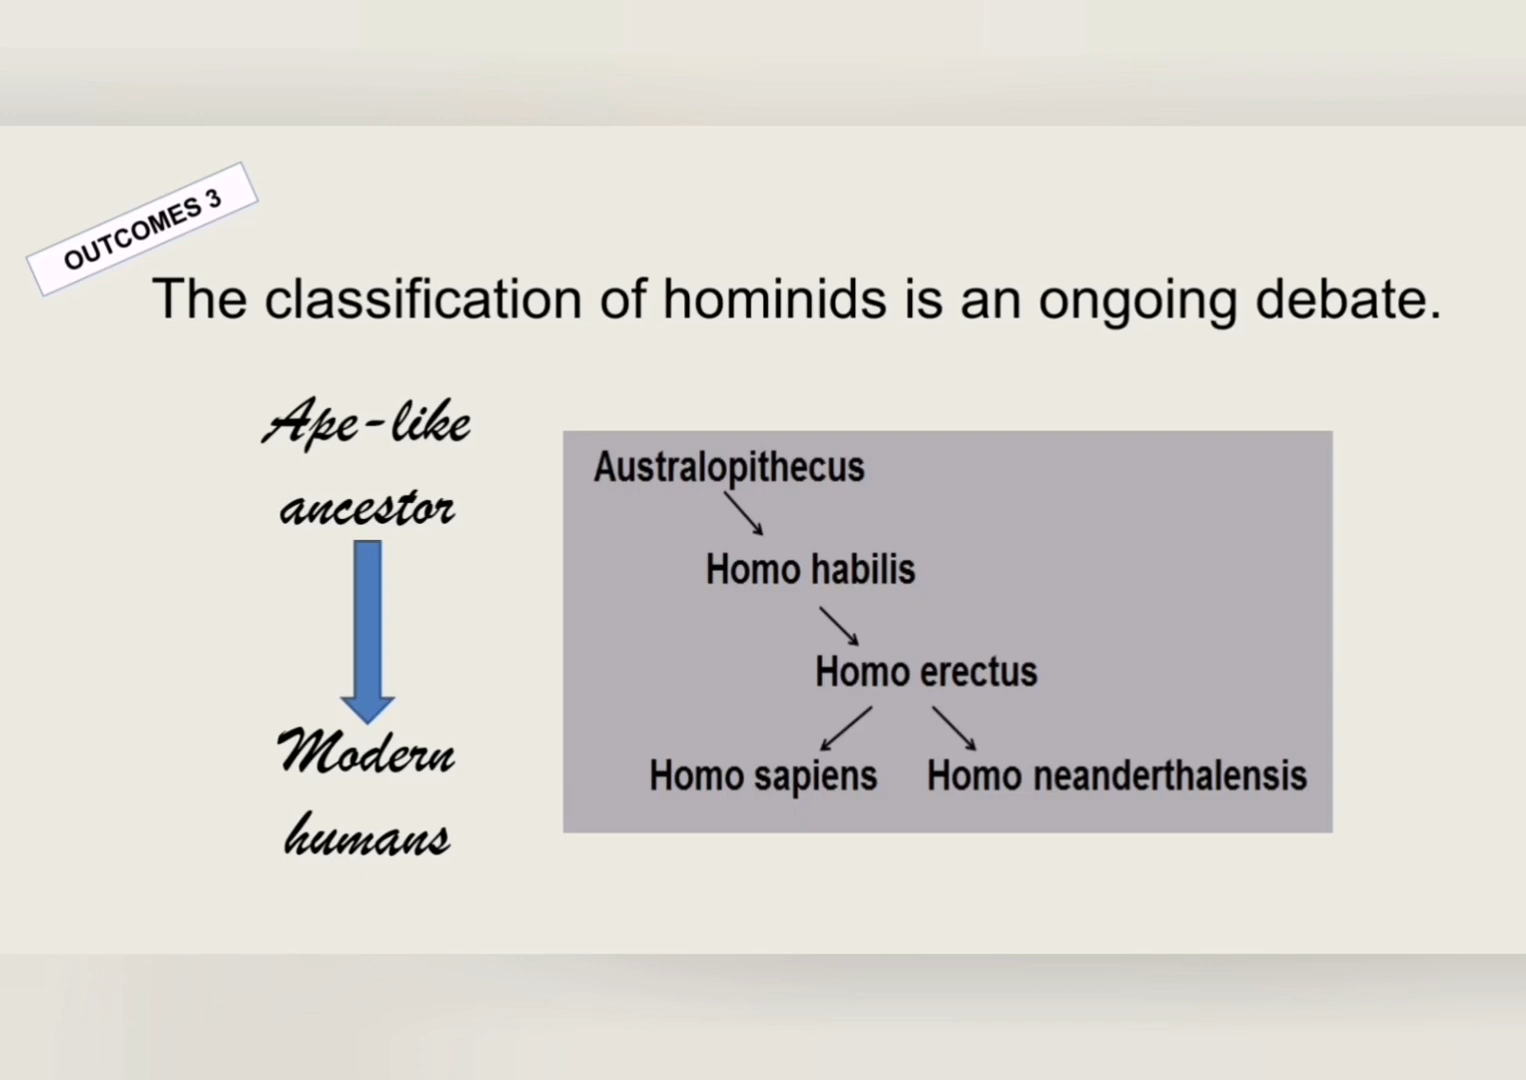 OUTCOMES 3
The classification of hominids is an ongoing debate.
Ape-like
ancestor
Modern
humans
Australopithecus
Homo habilis
Homo erectus
Homo sapiens
Homo neanderthalensis